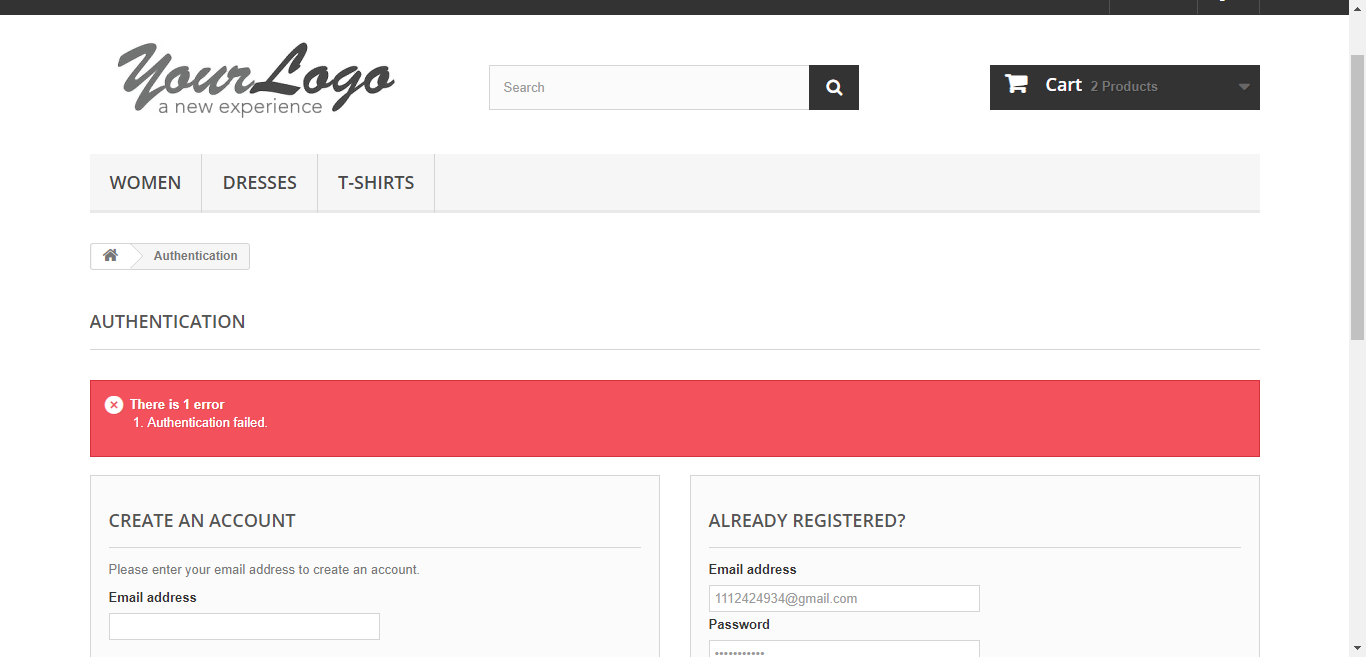 YourLogo
a new experience
Search
Cart 2 Products
WOMEN
DRESSES
T-SHIRTS
Authentication
AUTHENTICATION
There is 1 error
1. Authentication failed.
CREATE AN ACCOUNT
Please enter your email address to create an account.
Email address
ALREADY REGISTERED?
Email address
1112424934@gmail.com
Password
•••••••••••